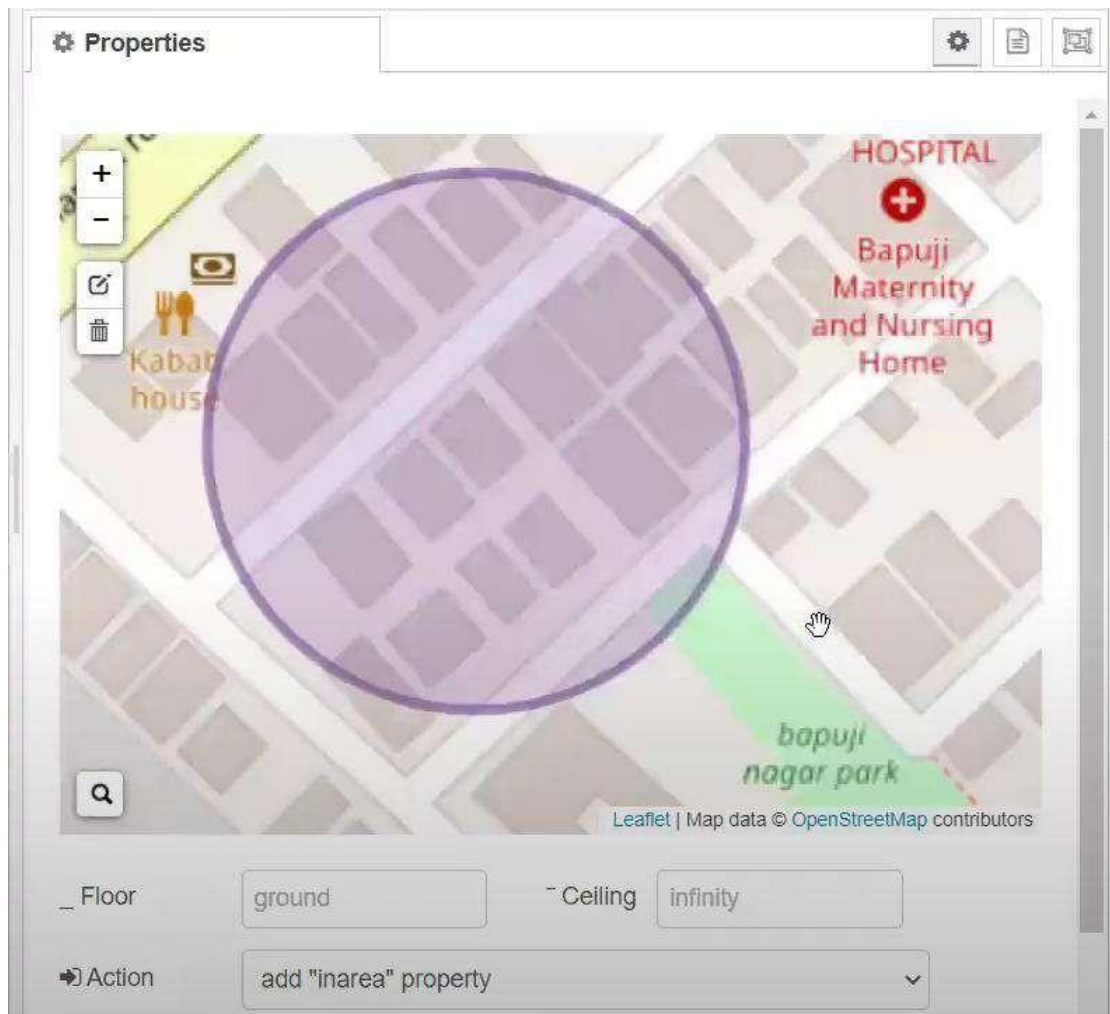 Properties
HOSPITAL
Bapuji
Maternity
and Nursing
Home
Kabab
house
bapuji
nagar park
Leaflet | Map data © OpenStreetMap contributors
Floor ground Ceiling infinity
Action add "inarea" property